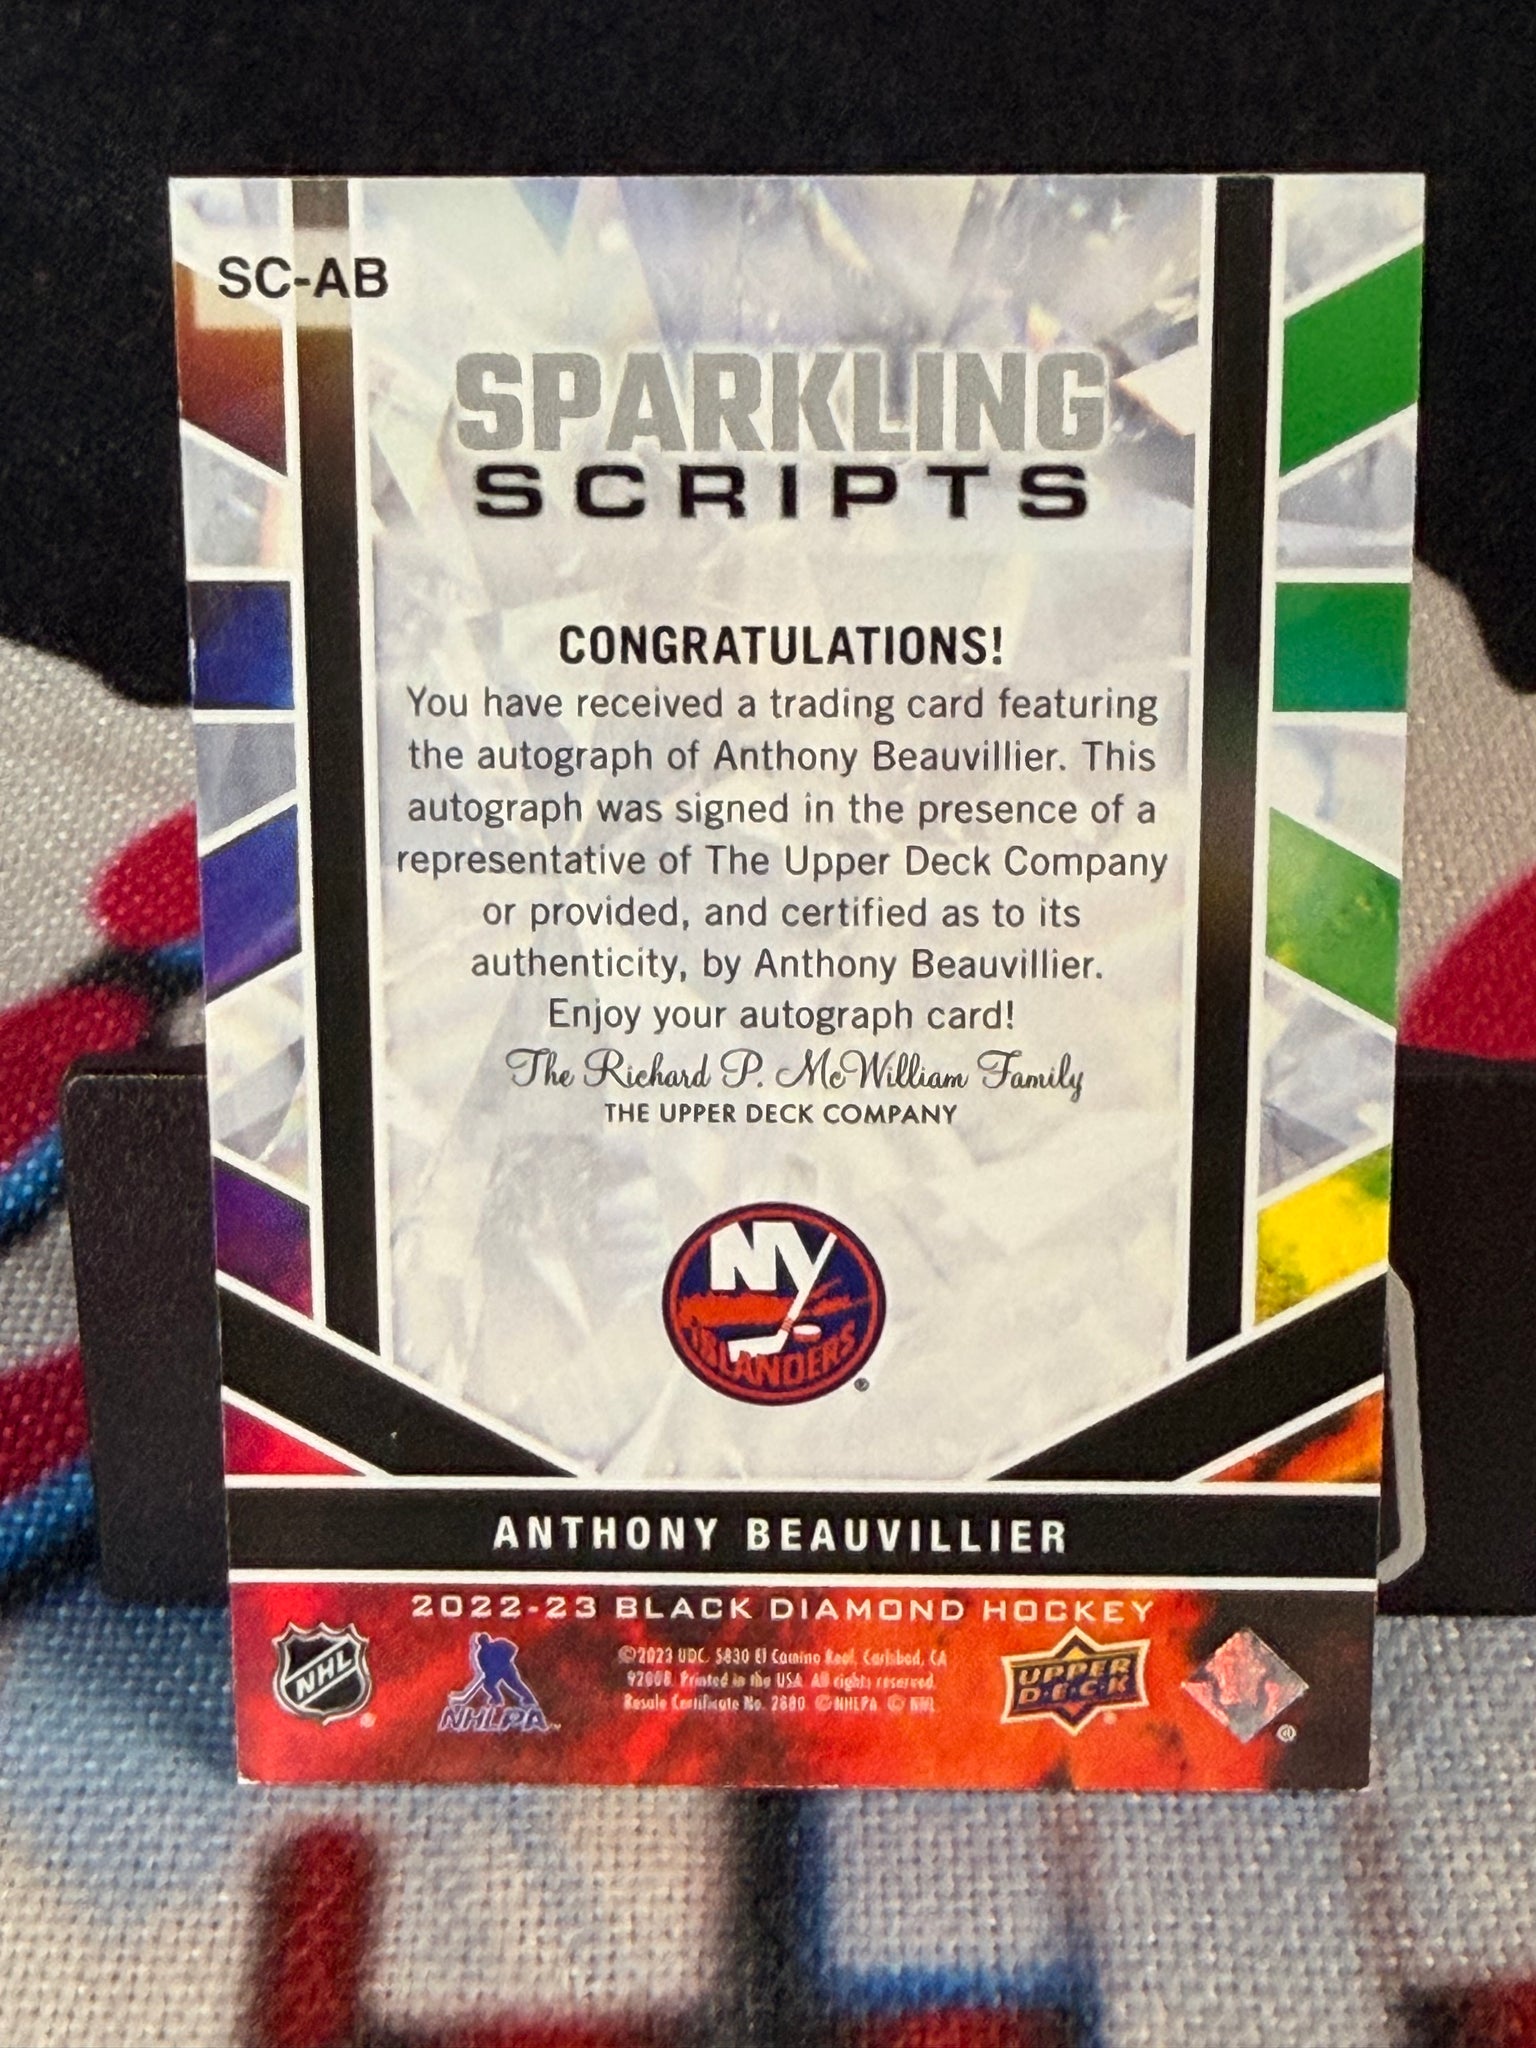 SC-AB
SPARKLING
SCRIPTS
CONGRATULATIONS!
You have received a trading card featuring
the autograph of Anthony Beauvillier. This
autograph was signed in the presence of a
representative of The Upper Deck Company
or provided, and certified as to its
authenticity, by Anthony Beauvillier.
Enjoy your autograph card!
The Richard P. McWilliam Family
THE UPPER DECK COMPANY
NY
ISLANDERS
®
ANTHONY BEAUVILLIER
2022-23 BLACK DIAMOND HOCKEY
©2023 UDC. 5830 El Camino Real. Carlsbad, CA
92008. Printed in the USA. All rights reserved.
Resale Certificate No. 2880. ©NHLPA © NHL
NHL ®
NHLPA™
UPPER
D·E·C·K ®
®